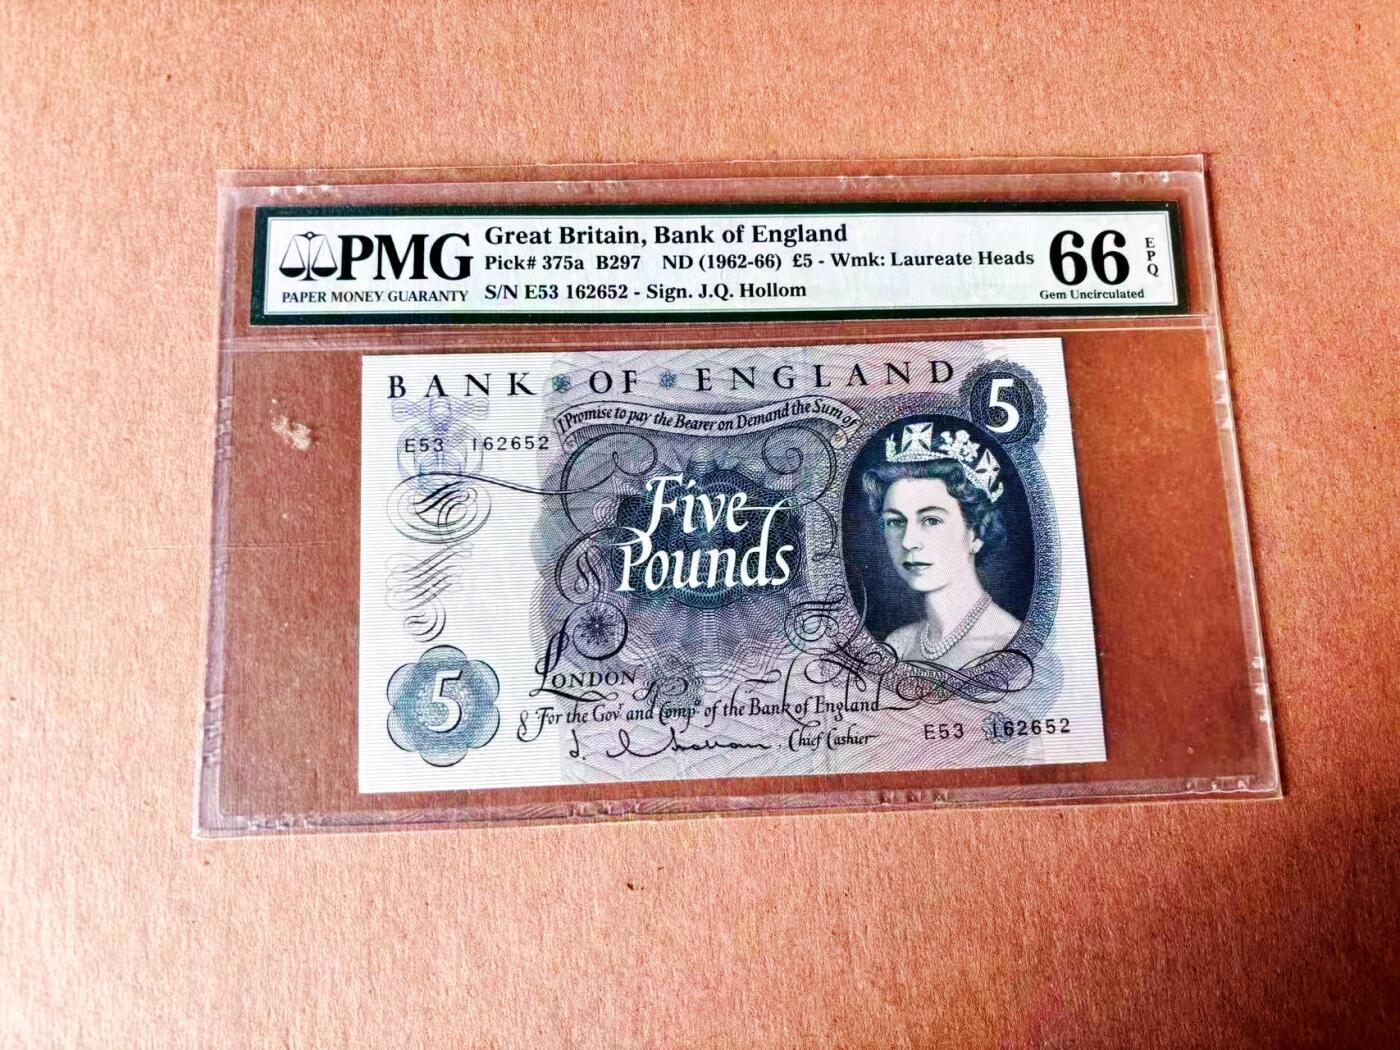 PMG
PAPER MONEY GUARANTY
Great Britain, Bank of England
Pick# 375a B297 ND (1962-66) £5 - Wmk: Laureate Heads
S/N E53 162652 - Sign. J.Q. Hollom
66
EPQ
Gem Uncirculated
BANK OF ENGLAND
5
I Promise to pay the Bearer on Demand the Sum of
E53 162652
Five
Pounds
LONDON
5
For the Govr and Compa of the Bank of England
Chief Cashier
E53 162652